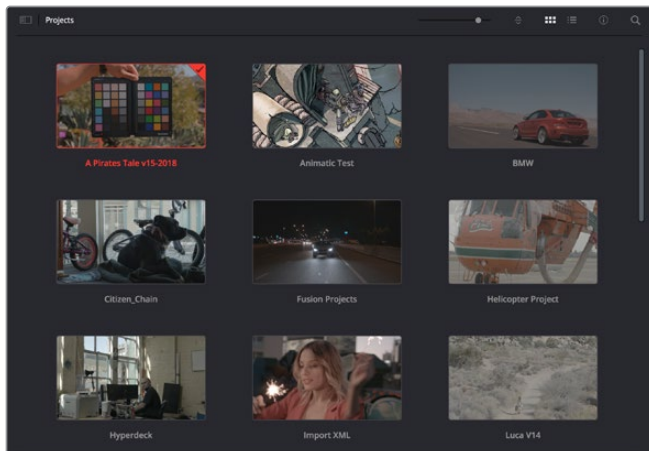 Projects
A Pirates Tale v15-2018
Animatic Test
BMW
Citizen_Chain
Fusion Projects
Helicopter Project
Hyperdeck
Import XML
Luca V14